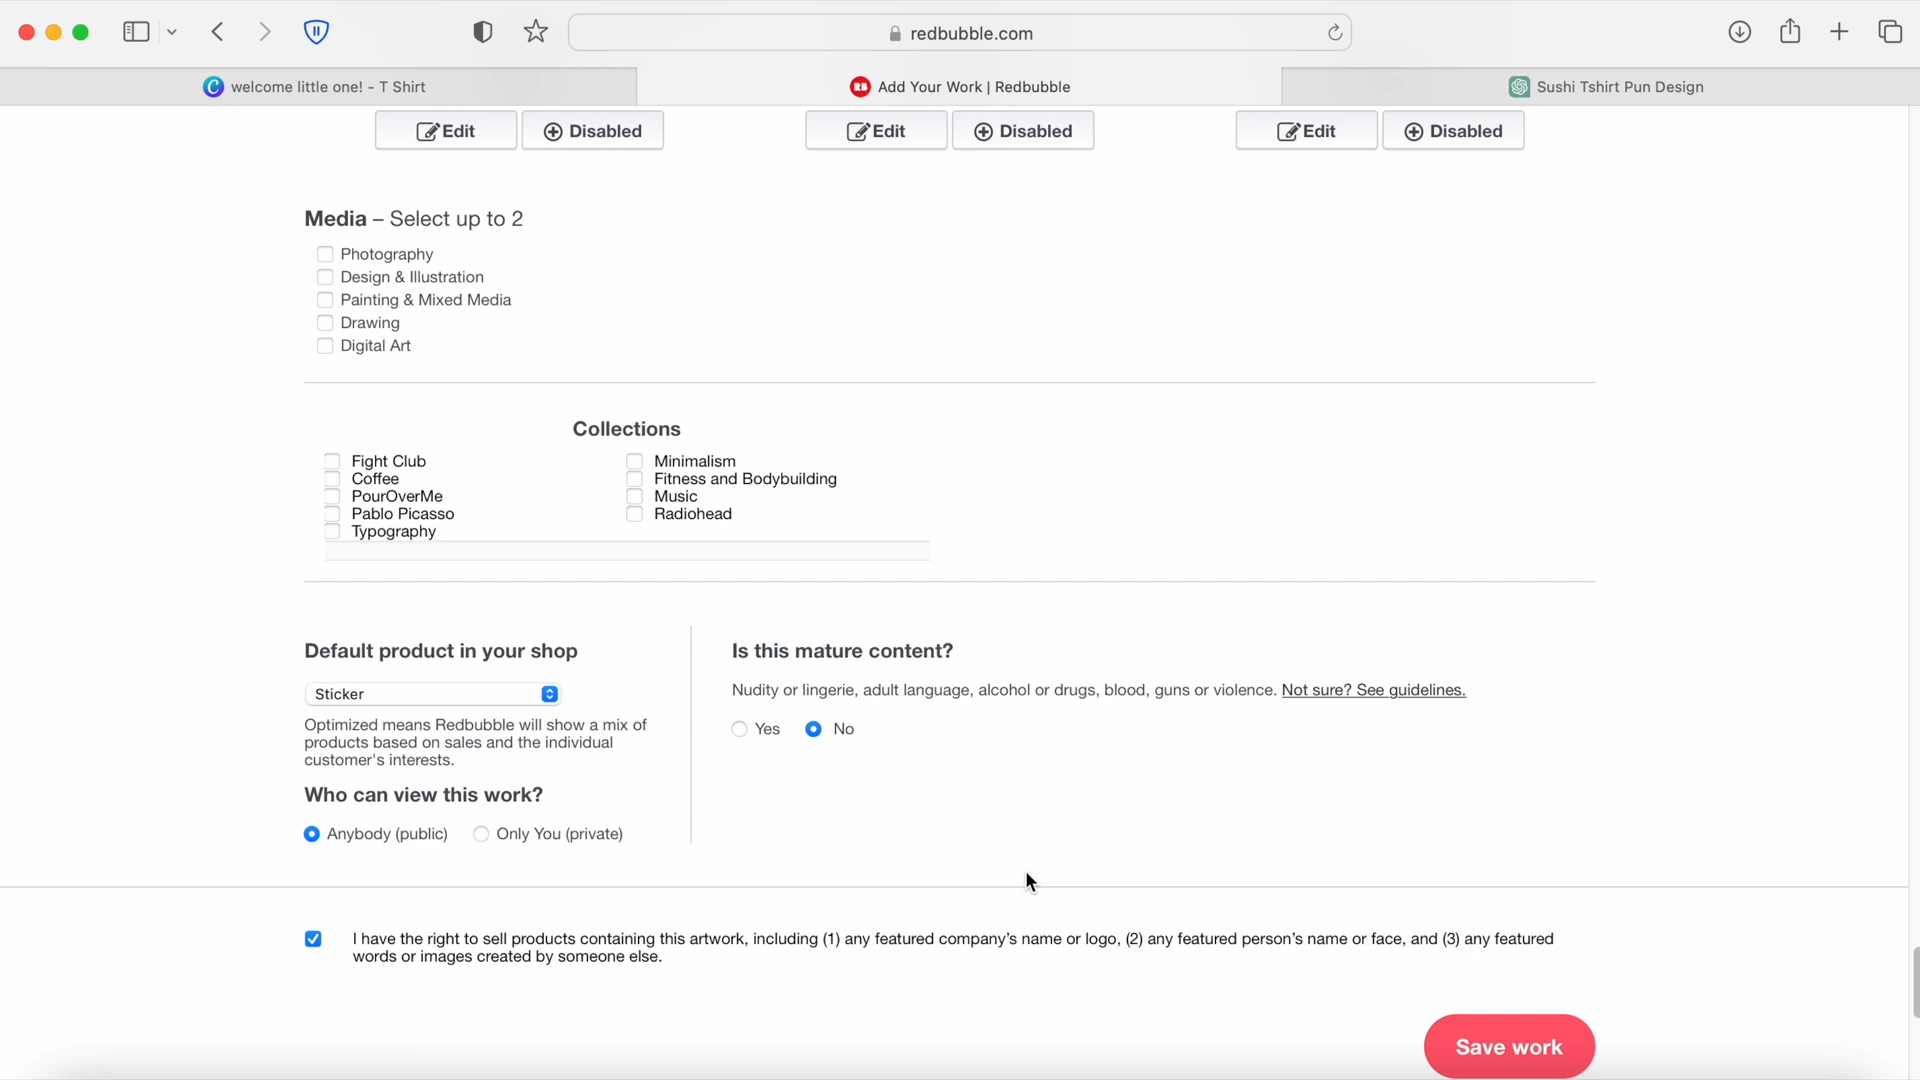 redbubble.com
welcome little one! - T Shirt
Add Your Work | Redbubble
Sushi Tshirt Pun Design
Edit
Disabled
Edit
Disabled
Edit
Disabled
Media – Select up to 2
Photography
Design & Illustration
Painting & Mixed Media
Drawing
Digital Art
Collections
Fight Club
Coffee
PourOverMe
Pablo Picasso
Typography
Minimalism
Fitness and Bodybuilding
Music
Radiohead
Default product in your shop
Sticker
Optimized means Redbubble will show a mix of
products based on sales and the individual
customer's interests.
Who can view this work?
Anybody (public)
Only You (private)
Is this mature content?
Nudity or lingerie, adult language, alcohol or drugs, blood, guns or violence. Not sure? See guidelines.
Yes
No
I have the right to sell products containing this artwork, including (1) any featured company's name or logo, (2) any featured person's name or face, and (3) any featured
words or images created by someone else.
Save work